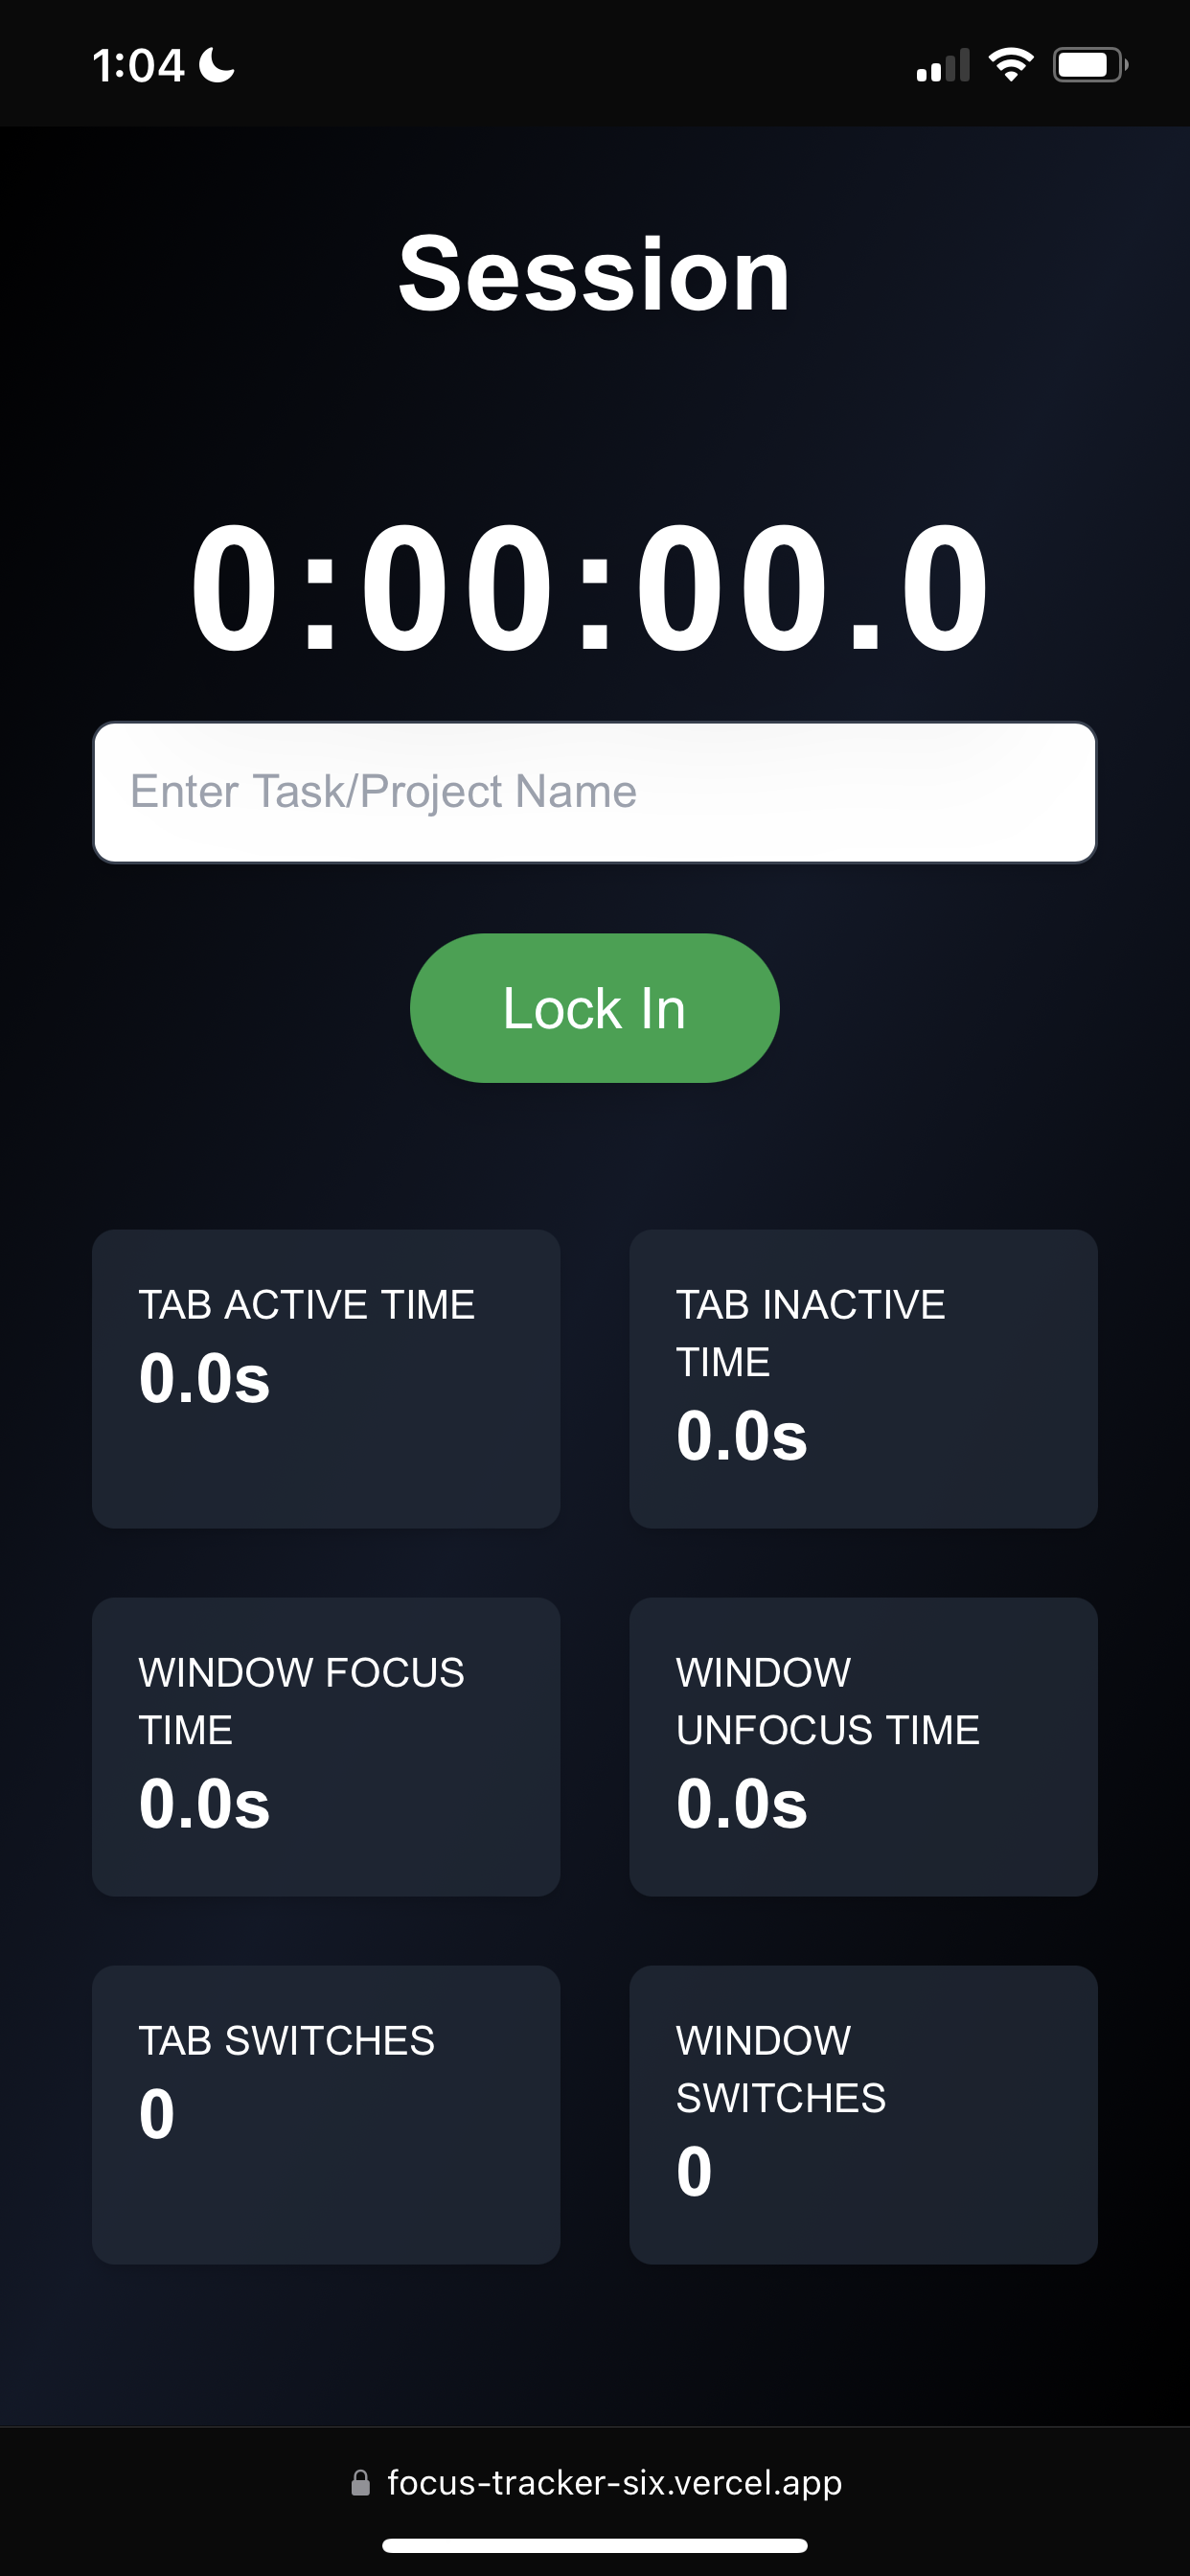 1:04
Session
0:00:00.0
Enter Task/Project Name
Lock In
TAB ACTIVE TIME
0.0s
TAB INACTIVE
TIME
0.0s
WINDOW FOCUS
TIME
0.0s
WINDOW
UNFOCUS TIME
0.0s
TAB SWITCHES
0
WINDOW
SWITCHES
0
focus-tracker-six.vercel.app